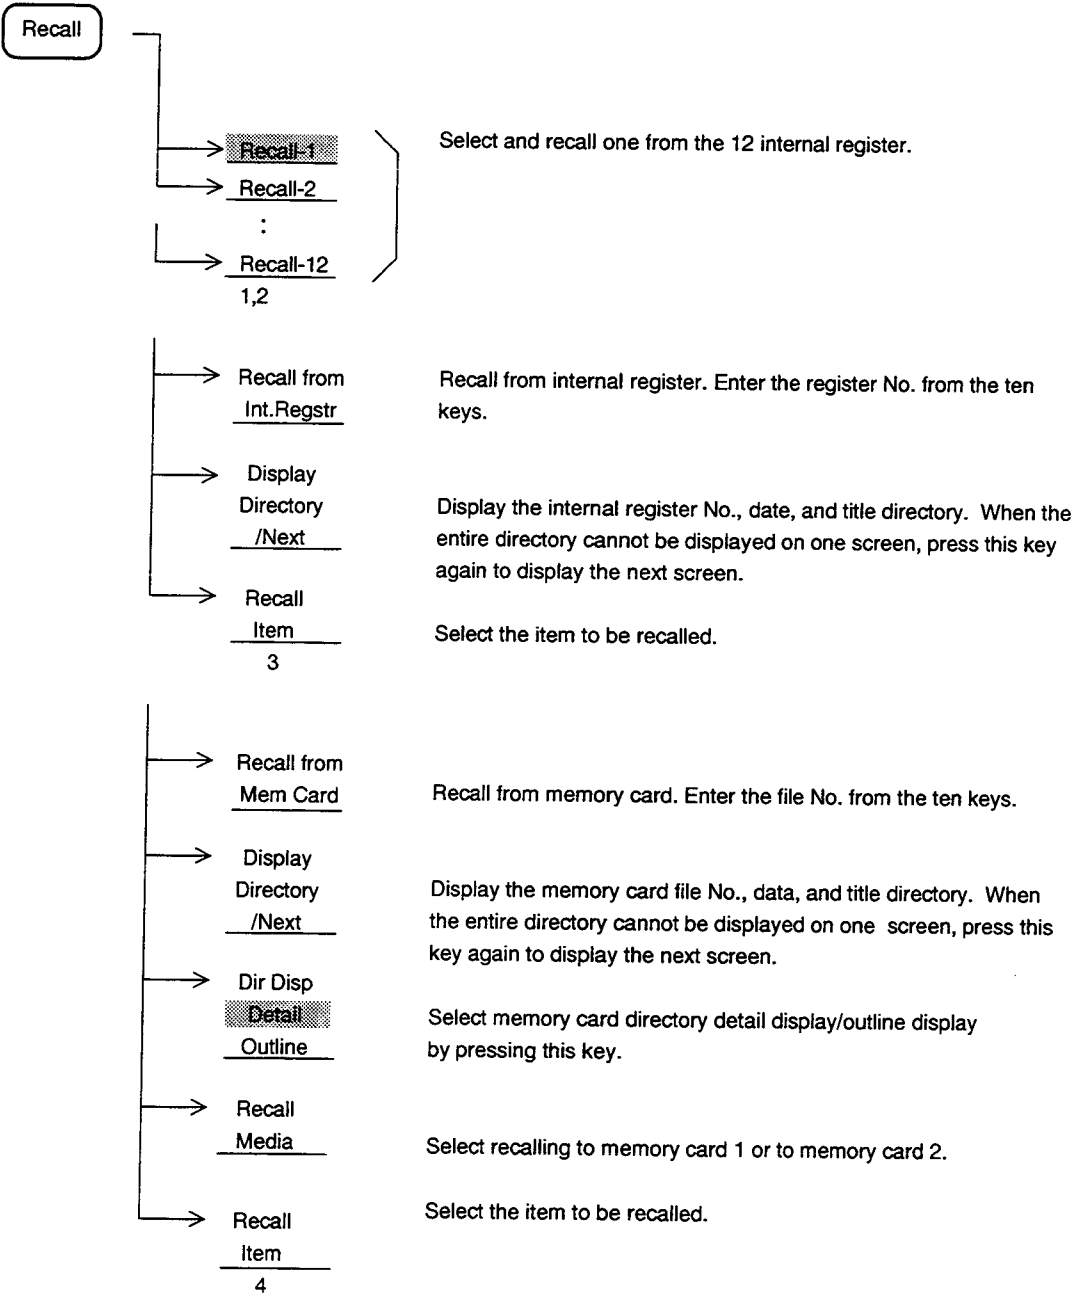 Recall
Recall-1
Select and recall one from the 12 internal register.
Recall-2
:
Recall-12
1,2
Recall from
Int.Regstr
Recall from internal register. Enter the register No. from the ten
keys.
Display
Directory
/Next
Display the internal register No., date, and title directory. When the
entire directory cannot be displayed on one screen, press this key
again to display the next screen.
Recall
Item
Select the item to be recalled.
3
Recall from
Mem Card
Recall from memory card. Enter the file No. from the ten keys.
Display
Directory
/Next
Display the memory card file No., data, and title directory. When
the entire directory cannot be displayed on one screen, press this
key again to display the next screen.
Dir Disp
Detail
Outline
Select memory card directory detail display/outline display
by pressing this key.
Recall
Media
Select recalling to memory card 1 or to memory card 2.
Recall
Item
Select the item to be recalled.
4